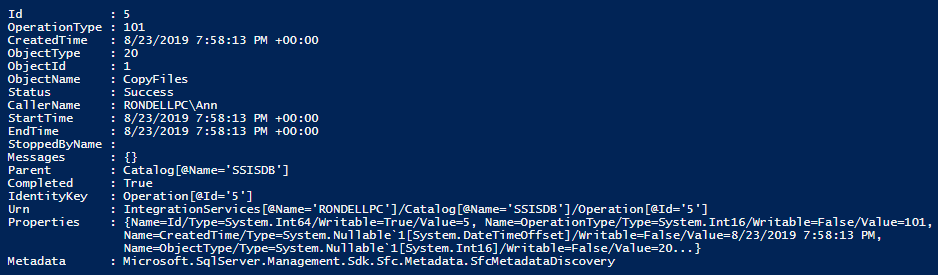 Id            : 5
OperationType : 101
CreatedTime   : 8/23/2019 7:58:13 PM +00:00
ObjectType    : 20
ObjectId      : 1
ObjectName    : CopyFiles
Status        : Success
CallerName    : RONDELLPC\Ann
StartTime     : 8/23/2019 7:58:13 PM +00:00
EndTime       : 8/23/2019 7:58:13 PM +00:00
StoppedByName :
Messages      : {}
Parent        : Catalog[@Name='SSISDB']
Completed     : True
IdentityKey   : Operation[@Id='5']
Urn           : IntegrationServices[@Name='RONDELLPC']/Catalog[@Name='SSISDB']/Operation[@Id='5']
Properties    : {Name=Id/Type=System.Int64/Writable=True/Value=5, Name=OperationType/Type=System.Int16/Writable=False/Value=101,
                Name=CreatedTime/Type=System.Nullable`1[System.DateTimeOffset]/Writable=False/Value=8/23/2019 7:58:13 PM,
                Name=ObjectType/Type=System.Nullable`1[System.Int16]/Writable=False/Value=20...}
Metadata      : Microsoft.SqlServer.Management.Sdk.Sfc.Metadata.SfcMetadataDiscovery